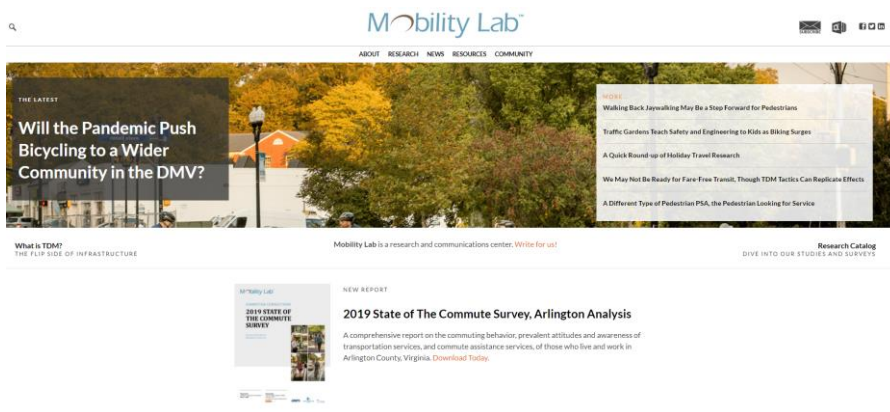 Mobility Lab
SUBSCRIBE
ABOUT RESEARCH NEWS RESOURCES COMMUNITY
THE LATEST
Will the Pandemic Push
Bicycling to a Wider
Community in the DMV?
MORE
Walking Back Jaywalking May Be a Step Forward for Pedestrians
Traffic Gardens Teach Safety and Engineering to Kids as Biking Surges
A Quick Round-up of Holiday Travel Research
We May Not Be Ready for Fare-Free Transit, Though TDM Tactics Can Replicate Effects
A Different Type of Pedestrian PSA, the Pedestrian Looking for Service
What is TDM?
THE FLIP SIDE OF INFRASTRUCTURE
Mobility Lab is a research and communications center. Write for us!
Research Catalog
DIVE INTO OUR STUDIES AND SURVEYS
Mobility Lab
2019 STATE OF
THE COMMUTE
SURVEY
NEW REPORT
2019 State of The Commute Survey, Arlington Analysis
A comprehensive report on the commuting behavior, prevalent attitudes and awareness of
transportation services, and commute assistance services, of those who live and work in
Arlington County, Virginia. Download Today.